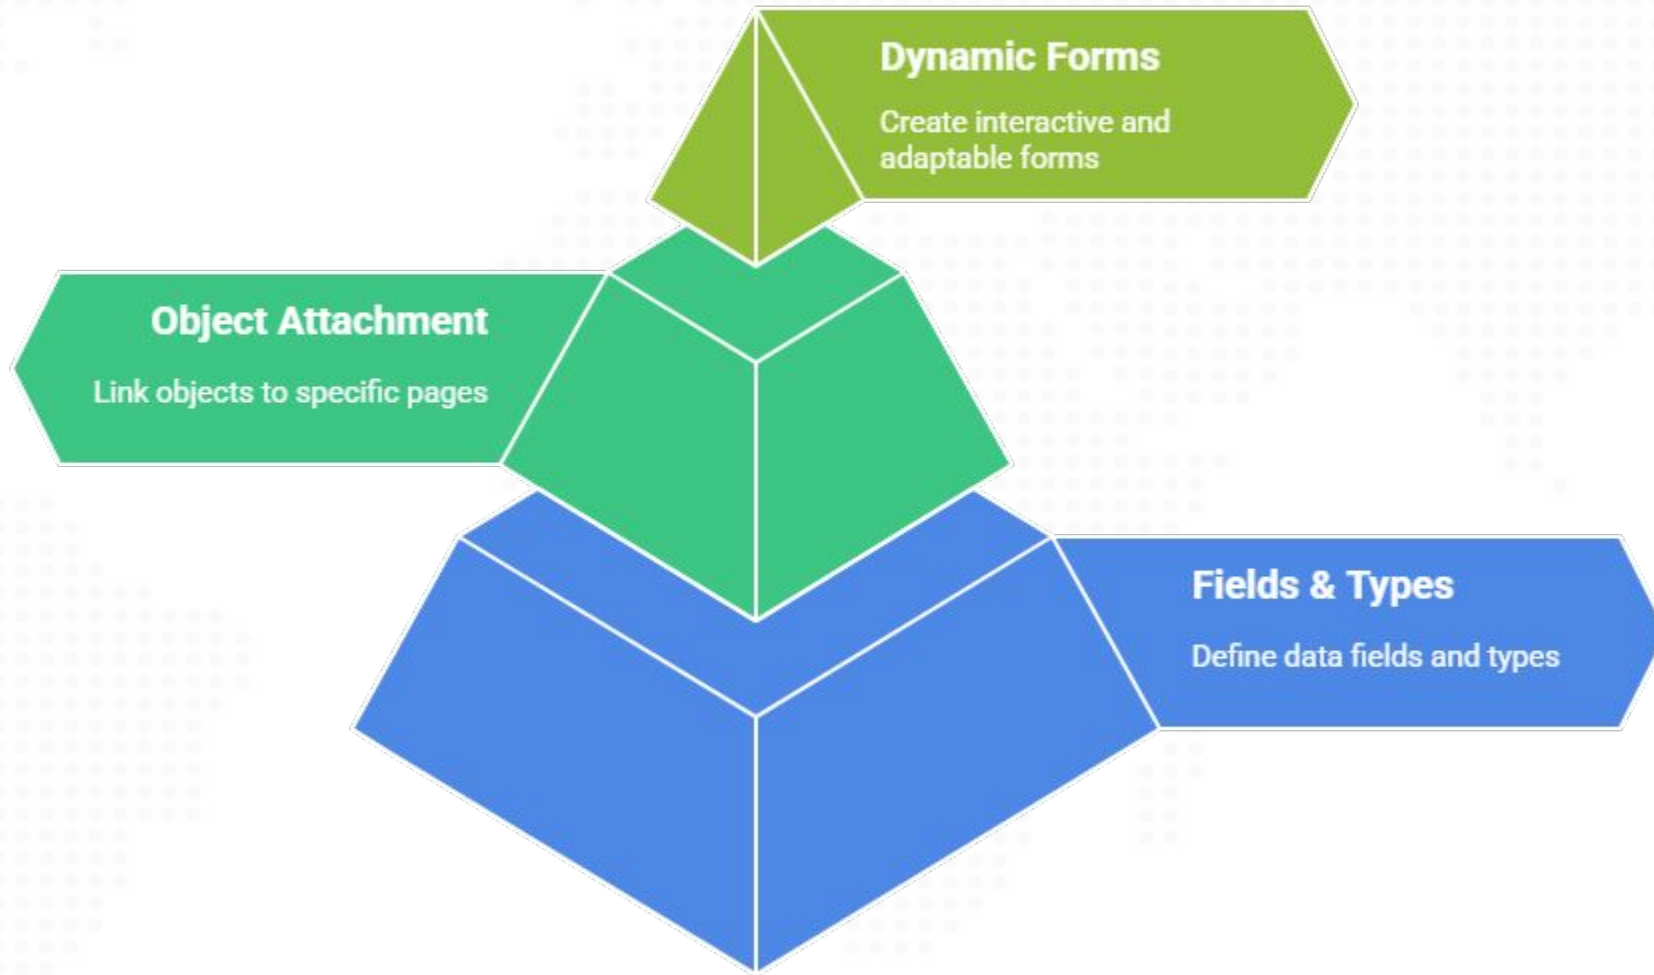 Dynamic Forms
Create interactive and
adaptable forms
Object Attachment
Link objects to specific pages
Fields & Types
Define data fields and types